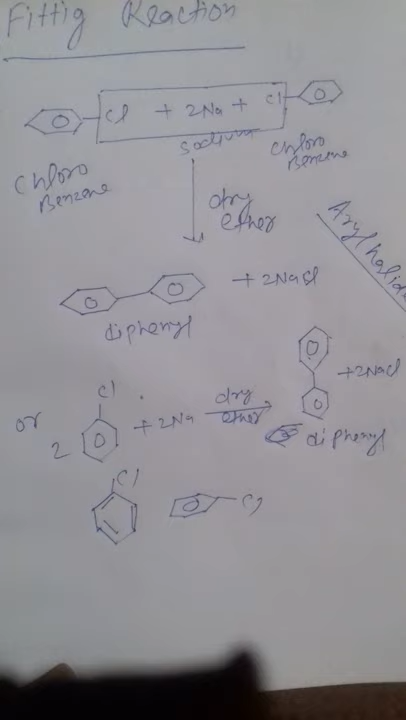 Fittig Reaction
Cl + 2Na + Cl
Sodium
Chloro
Benzene
Chloro
Benzene
dry
ether
Aryl halide
+ 2NaCl
diphenyl
or 2 Cl + 2Na dry
ether
+ 2NaCl
diphenyl
Cl
Cl